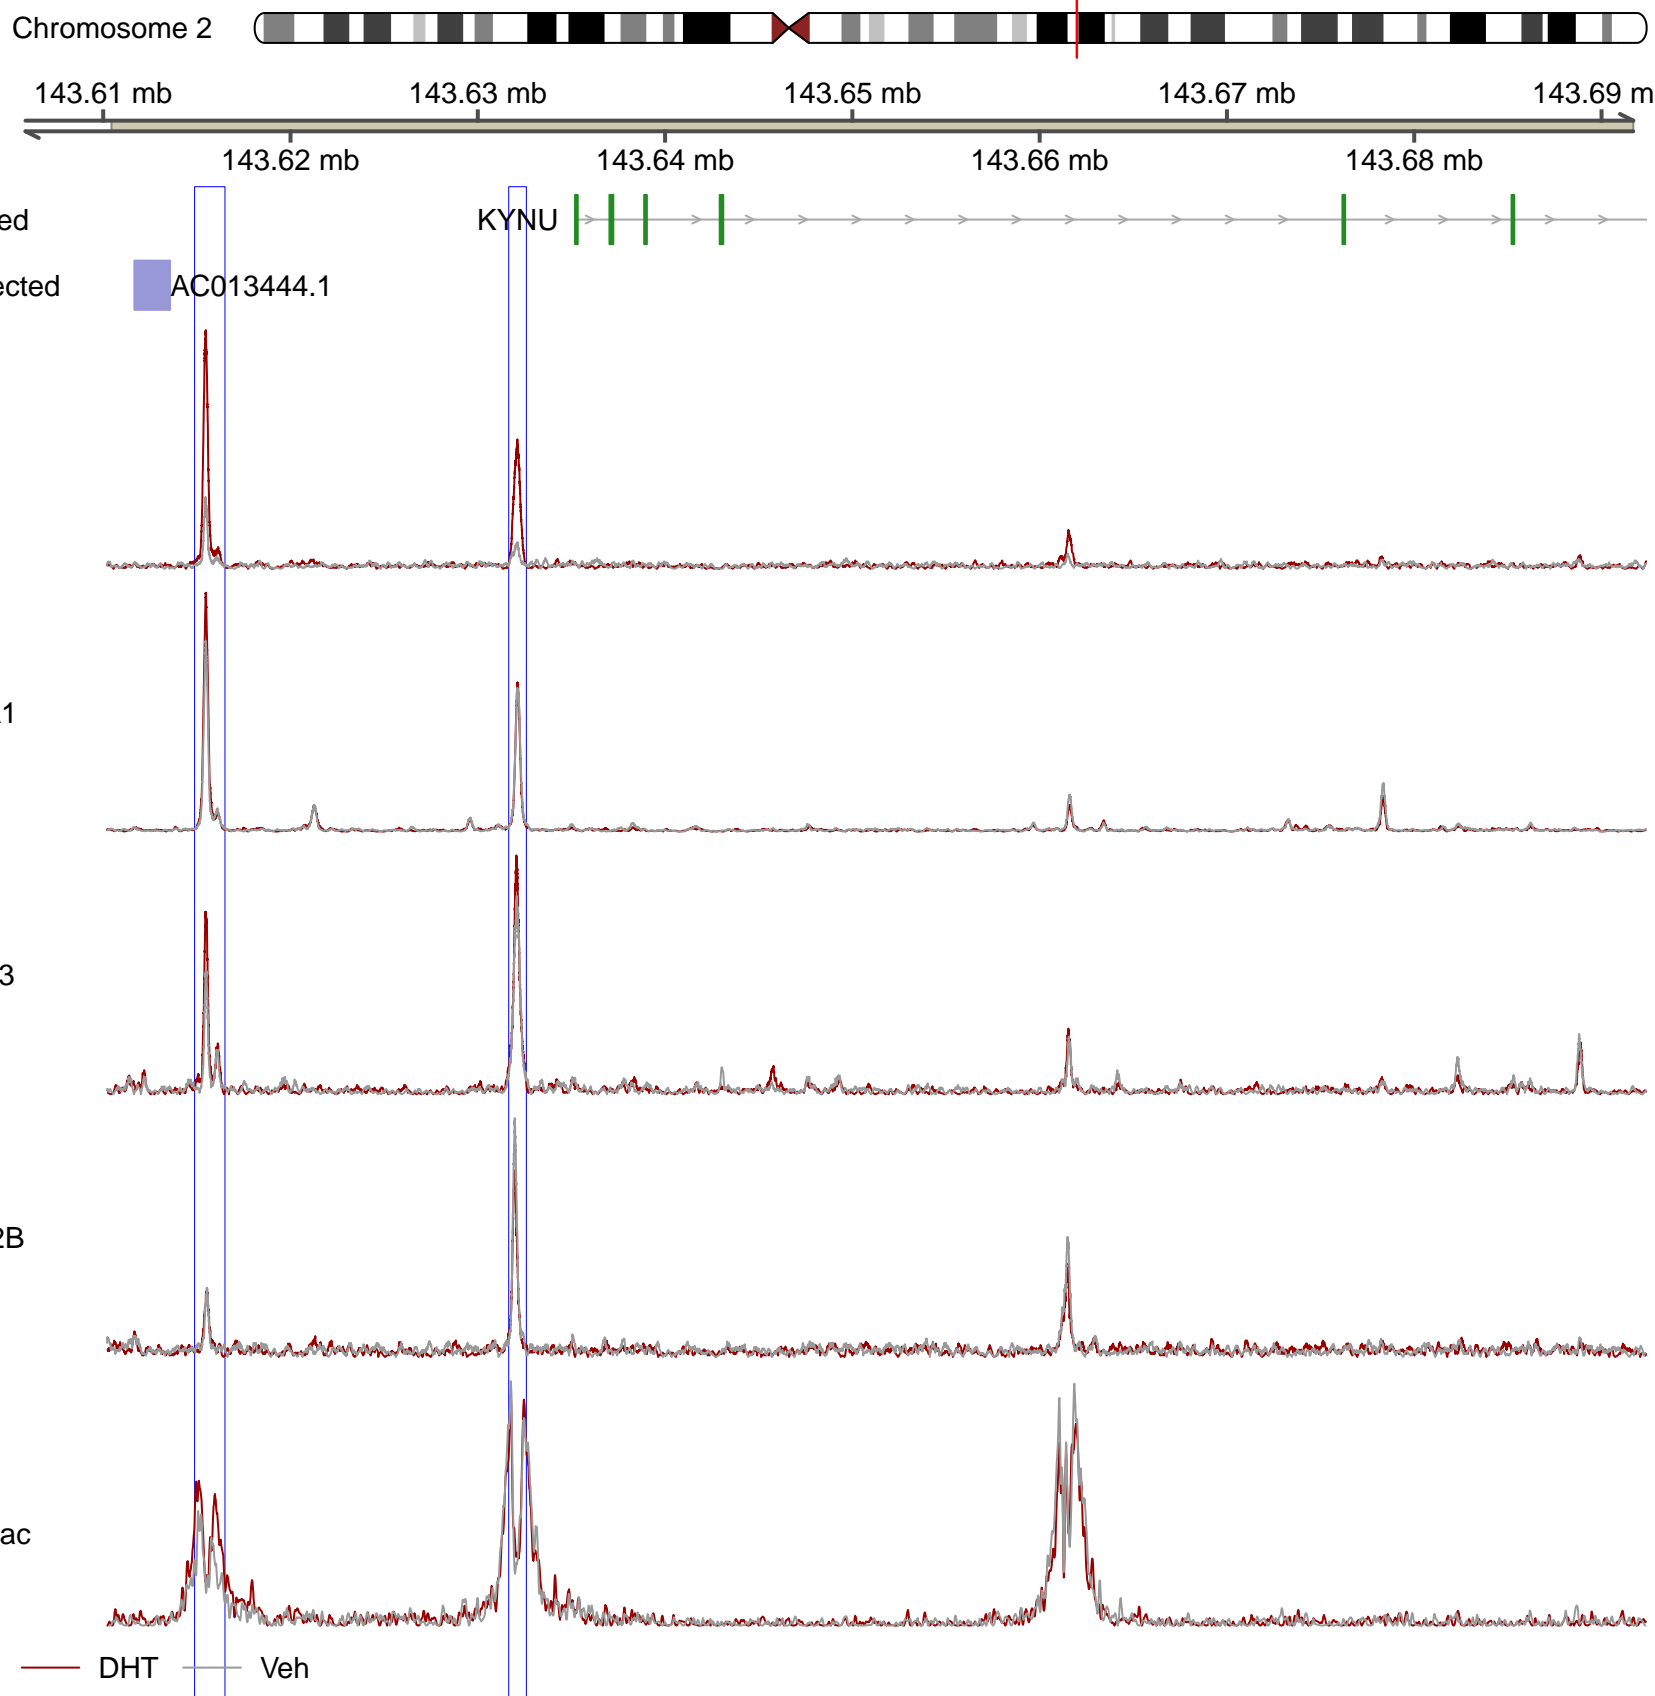 Chromosome 2
143.61 mb 143.63 mb 143.65 mb 143.67 mb 143.69 m
143.62 mb 143.64 mb 143.66 mb 143.68 mb
ed KYNU
ected AC013444.1
1
3
2B
ac
DHT Veh